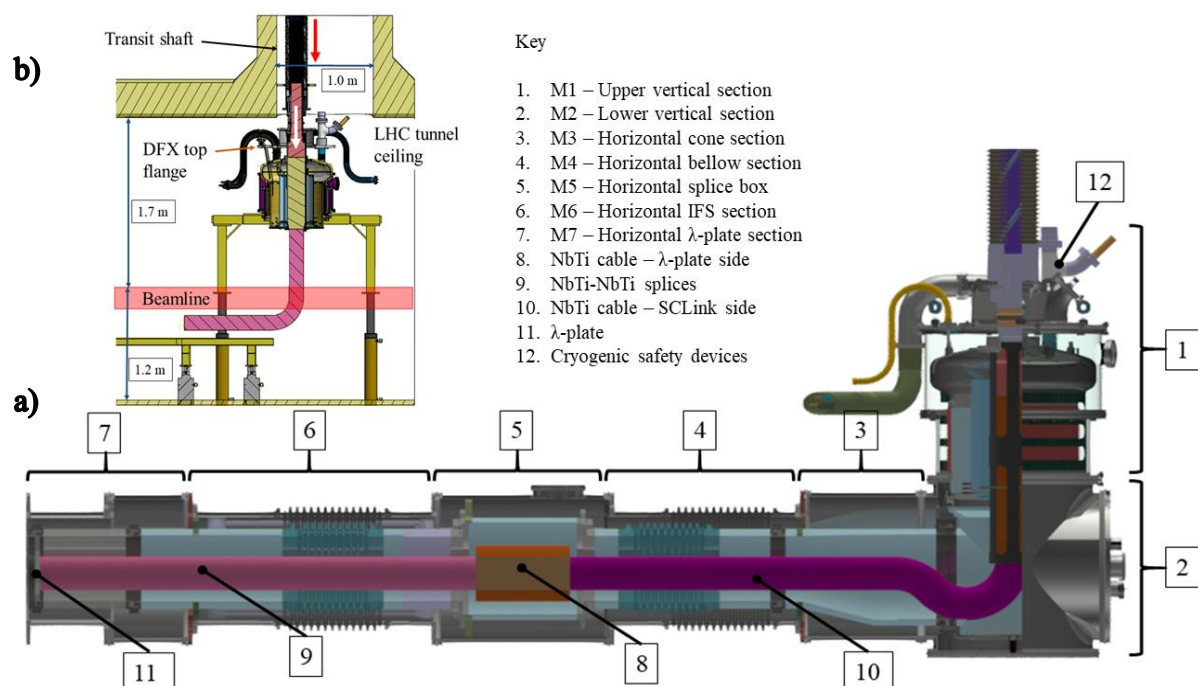 b)
Transit shaft
1.0 m
DFX top
flange
LHC tunnel
ceiling
1.7 m
Beamline
1.2 m
Key
1. M1 – Upper vertical section
2. M2 – Lower vertical section
3. M3 – Horizontal cone section
4. M4 – Horizontal bellow section
5. M5 – Horizontal splice box
6. M6 – Horizontal IFS section
7. M7 – Horizontal λ-plate section
8. NbTi cable – λ-plate side
9. NbTi-NbTi splices
10. NbTi cable – SCLink side
11. λ-plate
12. Cryogenic safety devices
12
1
a)
7
6
5
4
3
2
11
9
8
10